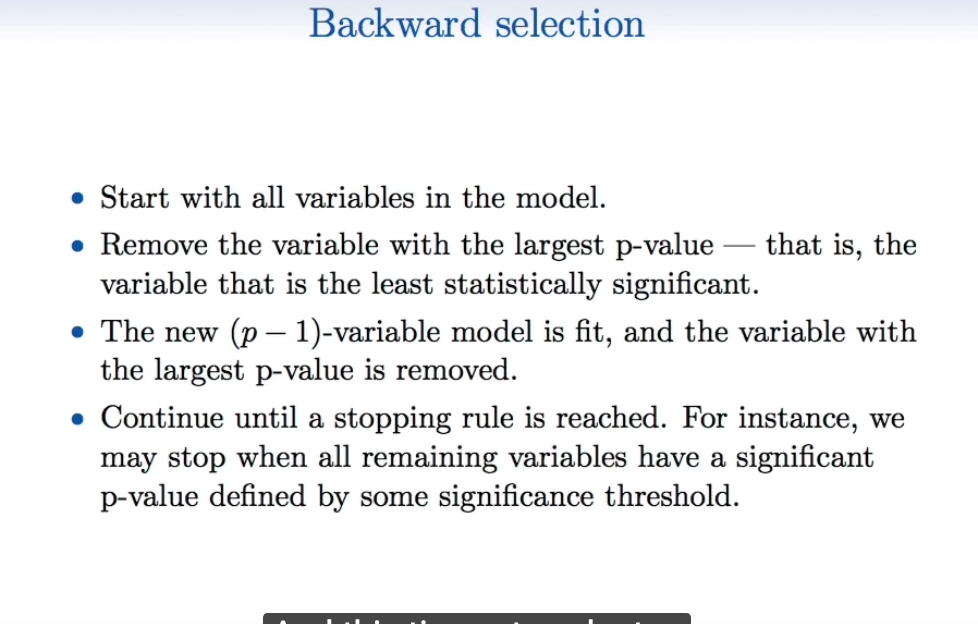 Backward selection
• Start with all variables in the model.
• Remove the variable with the largest p-value — that is, the
variable that is the least statistically significant.
• The new (p − 1)-variable model is fit, and the variable with
the largest p-value is removed.
• Continue until a stopping rule is reached. For instance, we
may stop when all remaining variables have a significant
p-value defined by some significance threshold.